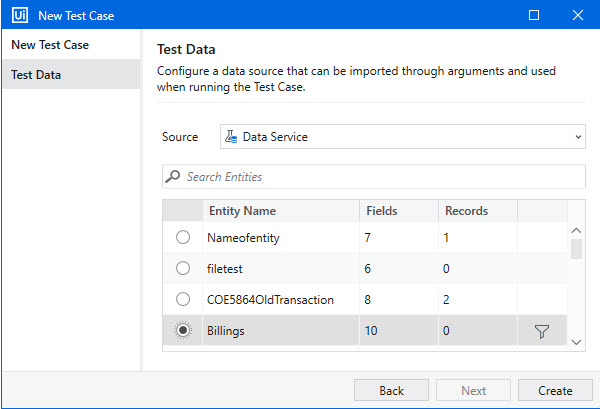 Ui New Test Case
New Test Case
Test Data
Test Data
Configure a data source that can be imported through arguments and used
when running the Test Case.
Source Data Service
Search Entities
Entity Name Fields Records
Nameofentity 7 1
filetest 6 0
COE5864OldTransaction 8 2
Billings 10 0
Back Next Create